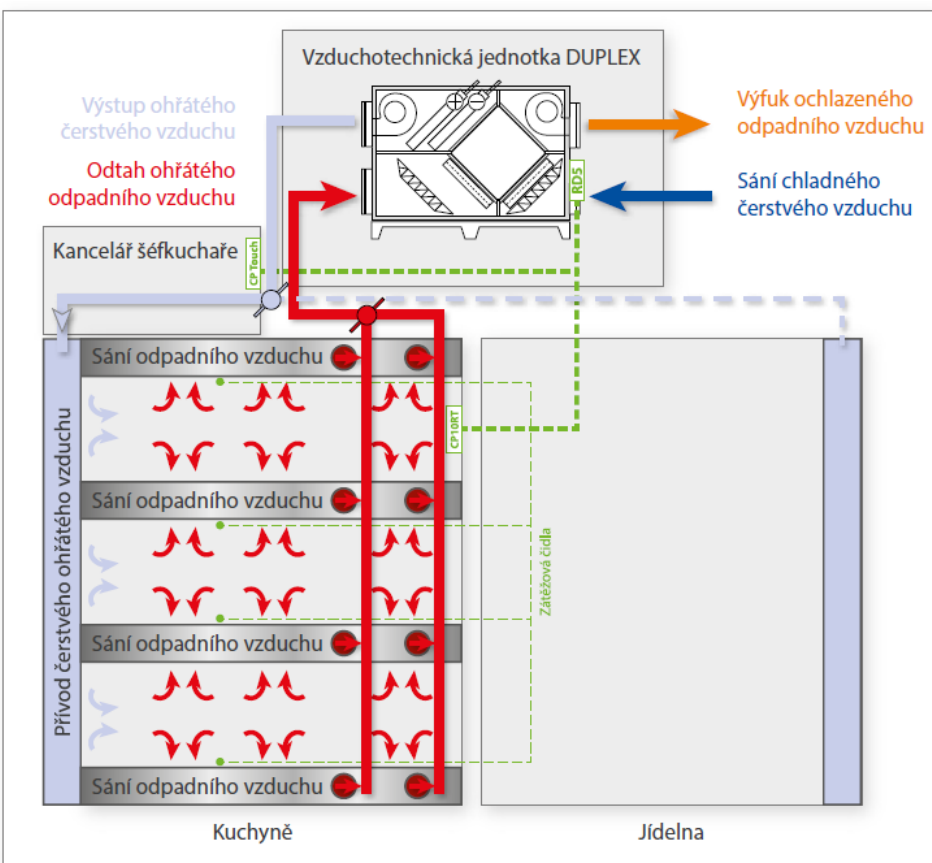 Vzduchotechnická jednotka DUPLEX
Výstup ohřátého
čerstvého vzduchu
Odtah ohřátého
odpadního vzduchu
Výfuk ochlazeného
odpadního vzduchu
Sání chladného
čerstvého vzduchu
RD5
Kancelář šéfkuchaře
CP Touch
Sání odpadního vzduchu
CP10RT
Sání odpadního vzduchu
Přívod čerstvého ohřátého vzduchu
Zátěžová čidla
Sání odpadního vzduchu
Sání odpadního vzduchu
Kuchyně
Jídelna